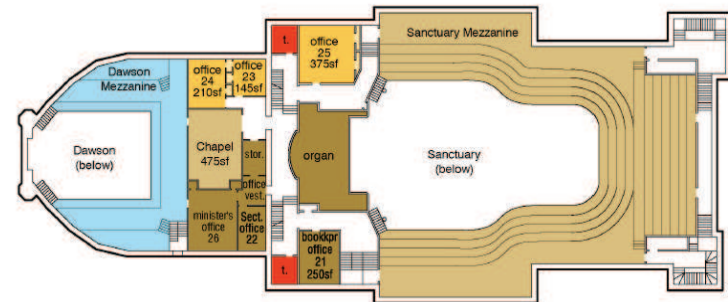 Dawson
Mezzanine
Dawson
(below)
office
24
210sf
office
23
145sf
t.
office
25
375sf
Sanctuary Mezzanine
Chapel
475sf
stor.
office
vest.
organ
Sanctuary
(below)
minister's
office
26
Sect.
office
22
t.
bookkpr
office
21
250sf